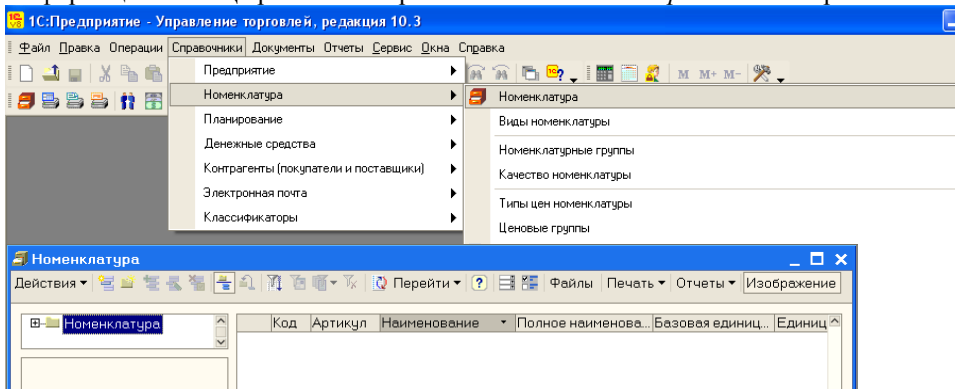 1С:Предприятие - Управление торговлей, редакция 10.3
Файл Правка Операции Справочники Документы Отчеты Сервис Окна Справка
М М+ М-
Предприятие
Номенклатура
Планирование
Денежные средства
Контрагенты (покупатели и поставщики)
Электронная почта
Классификаторы
Номенклатура
Виды номенклатуры
Номенклатурные группы
Качество номенклатуры
Типы цен номенклатуры
Ценовые группы
Номенклатура
Действия Перейти Файлы Печать Отчеты Изображение
Номенклатура
Код Артикул Наименование Полное наименова... Базовая единиц... Единиц